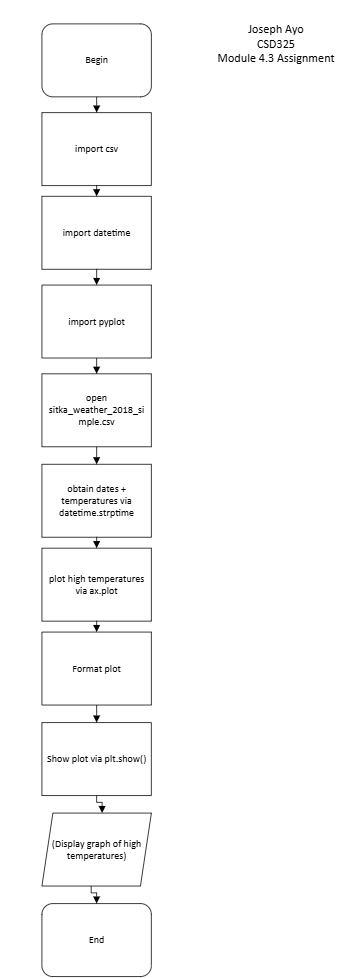 Joseph Ayo
CSD325
Module 4.3 Assignment
Begin
import csv
import datetime
import pyplot
open
sitka_weather_2018_si
mple.csv
obtain dates +
temperatures via
datetime.strptime
plot high temperatures
via ax.plot
Format plot
Show plot via plt.show()
(Display graph of high
temperatures)
End